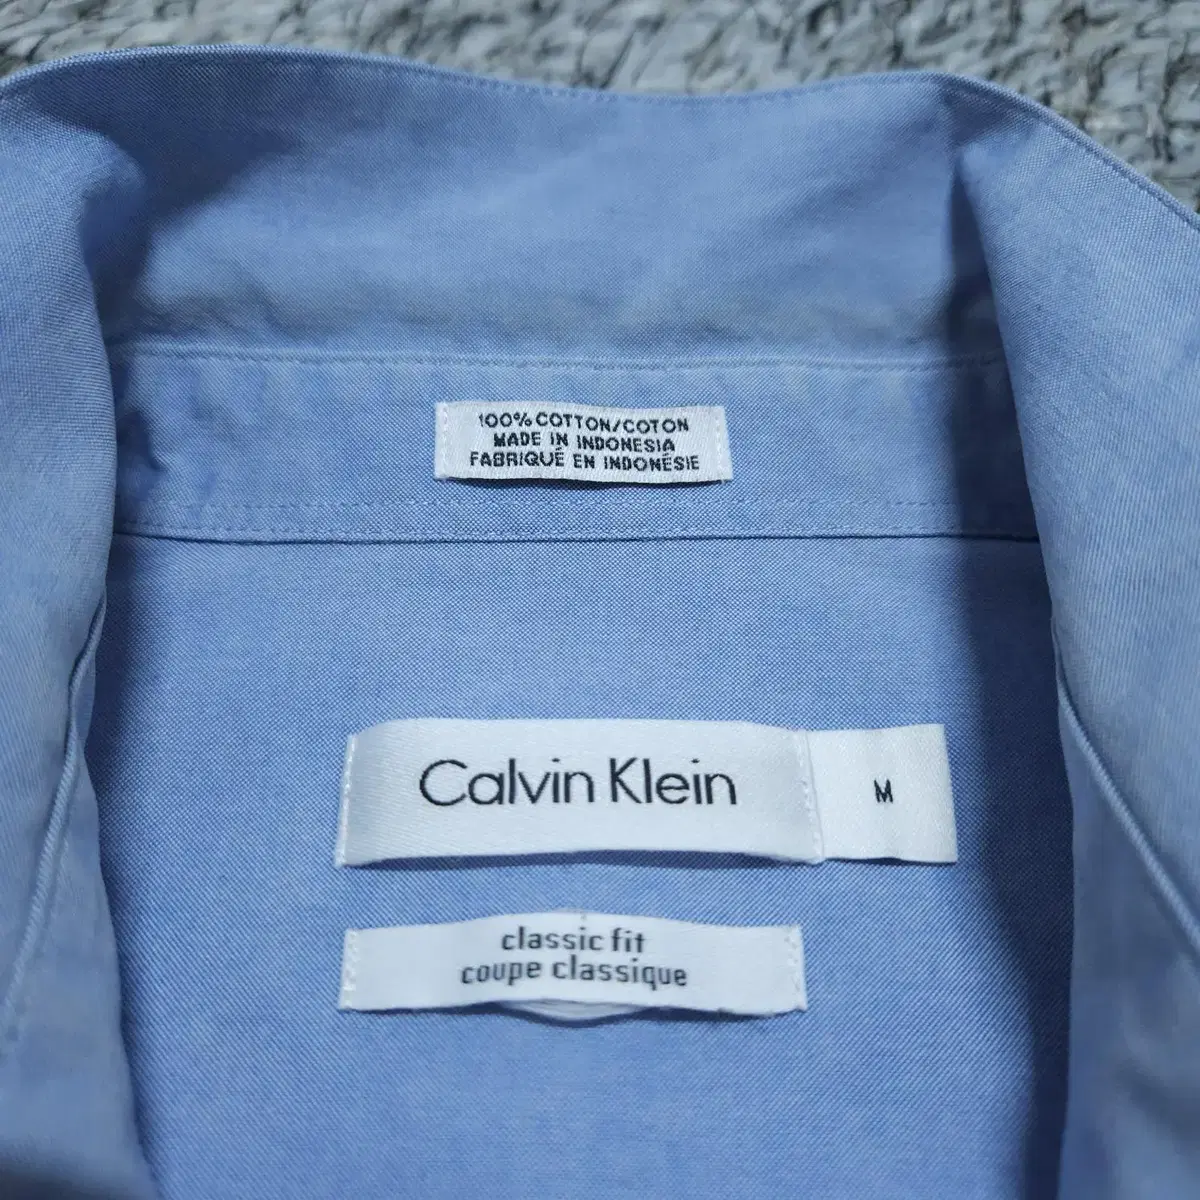 100% COTTON/COTON
MADE IN INDONESIA
FABRIQUÉ EN INDONÉSIE
Calvin Klein
M
classic fit
coupe classique